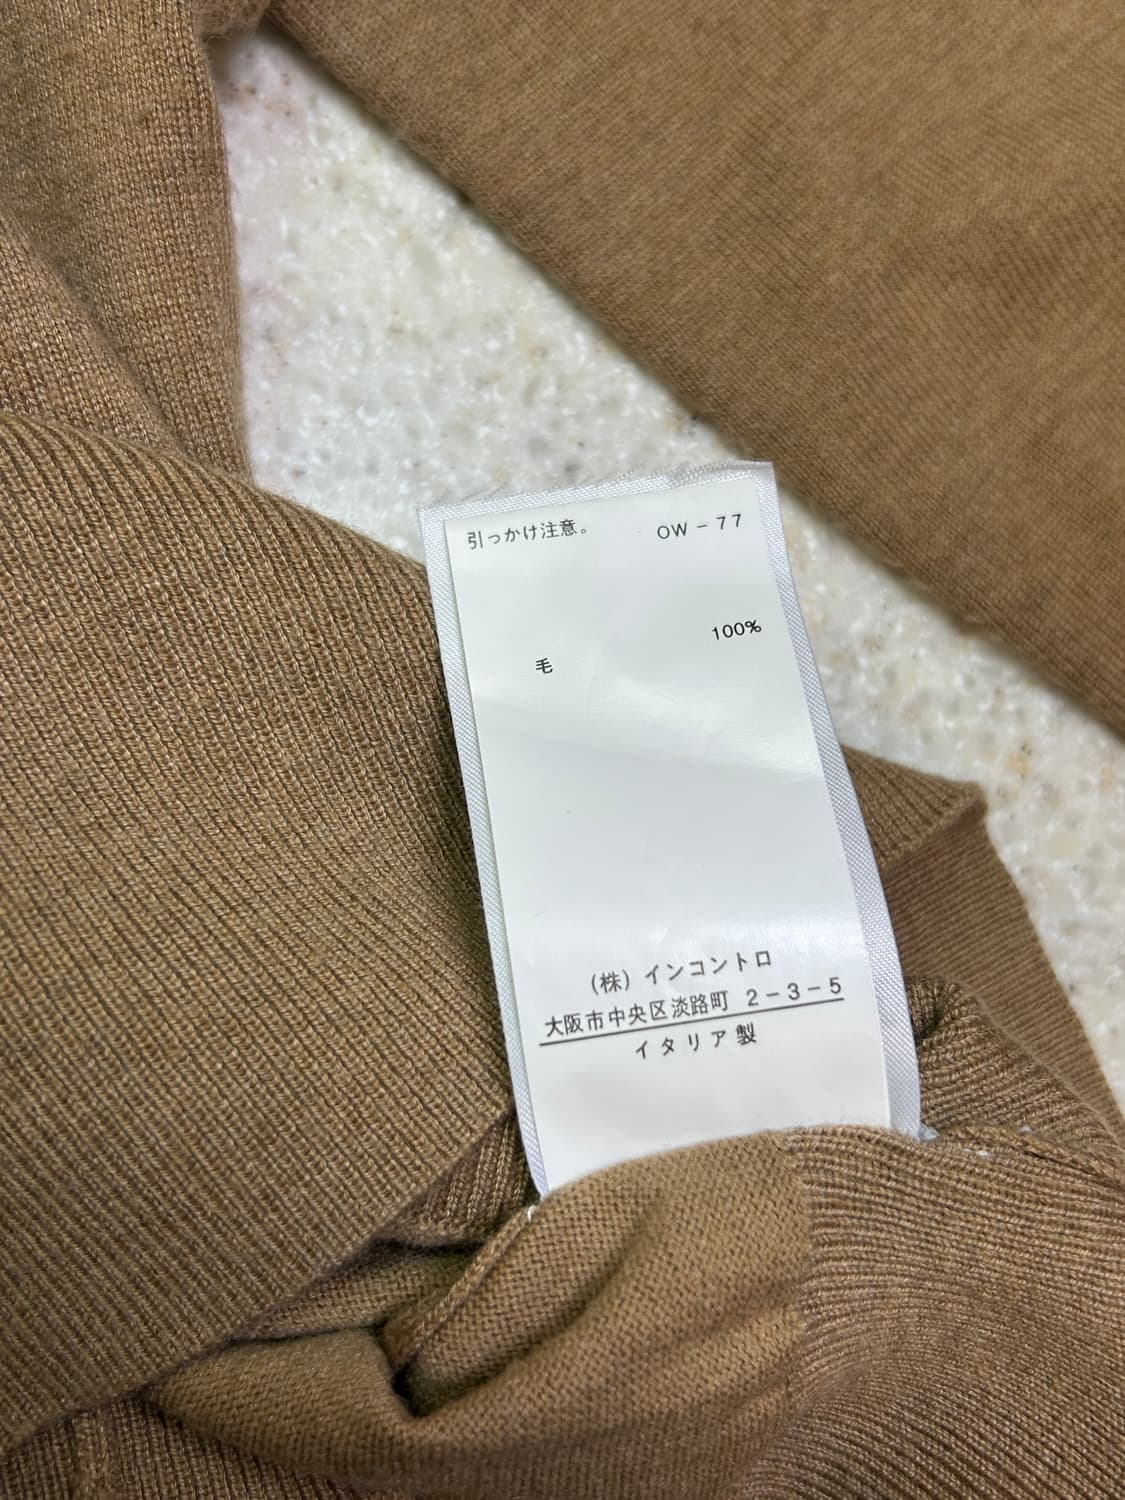 引っかけ注意。 OW-77
100%
毛
(株)インコントロ
大阪市中央区淡路町 2-3-5
イタリア製